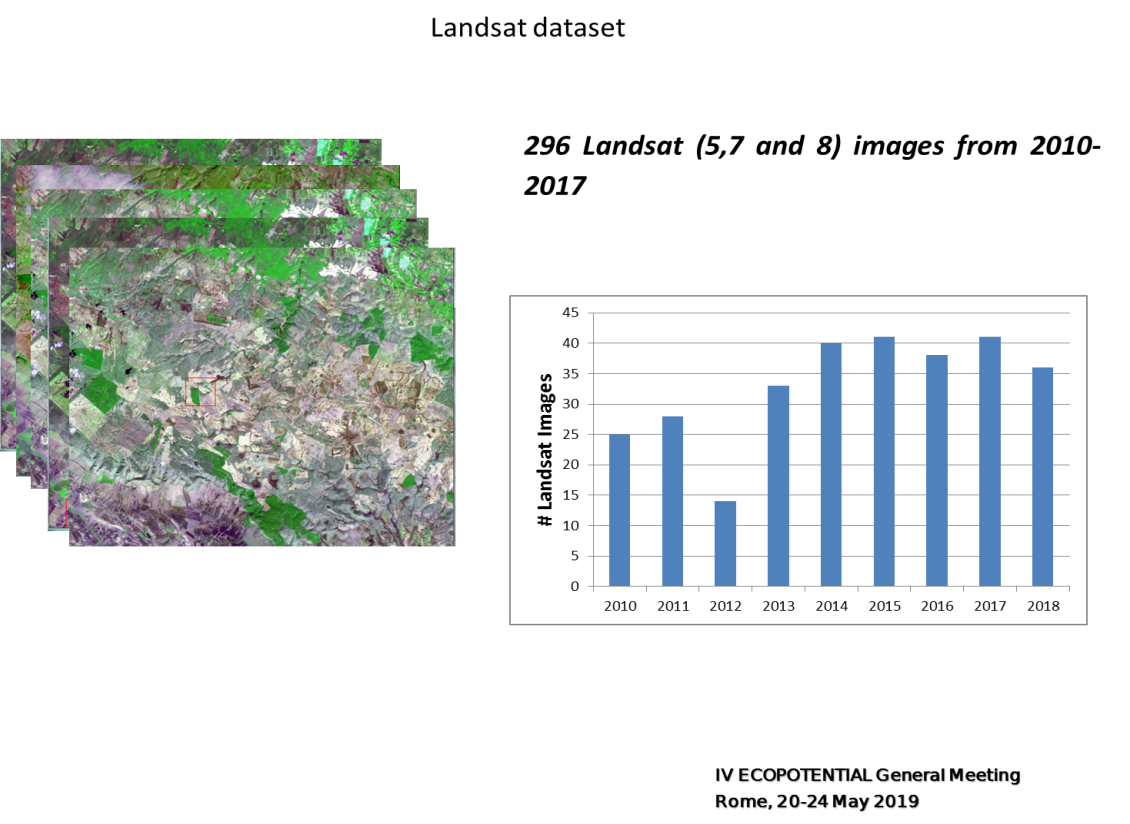 Landsat dataset
296 Landsat (5,7 and 8) images from 2010-
2017
45
40
35
30
25
20
15
10
5
0
# Landsat Images
2010 2011 2012 2013 2014 2015 2016 2017 2018
IV ECOPOTENTIAL General Meeting
Rome, 20-24 May 2019